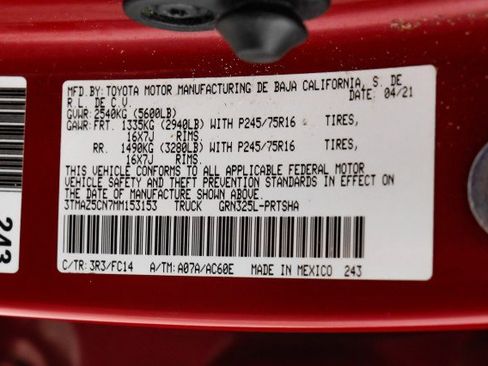 MFD.BY: TOYOTA MOTOR MANUFACTURING DE BAJA CALIFORNIA, S. DE
R.L. DE C.V. DATE: 04/21
GVWR: 2540KG (5600LB)
GAWR: FRT. 1335KG (2940LB) WITH P245/75R16 TIRES,
16X7J RIMS.
RR. 1490KG (3280LB) WITH P245/75R16 TIRES,
16X7J RIMS.
THIS VEHICLE CONFORMS TO ALL APPLICABLE FEDERAL MOTOR
VEHICLE SAFETY AND THEFT PREVENTION STANDARDS IN EFFECT ON
THE DATE OF MANUFACTURE SHOWN ABOVE.
3TMAZ5CN7MM153153 TRUCK GRN325L-PRTSHA
C/TR: 3R3/FC14 A/TM: A07A/AC60E MADE IN MEXICO 243
243